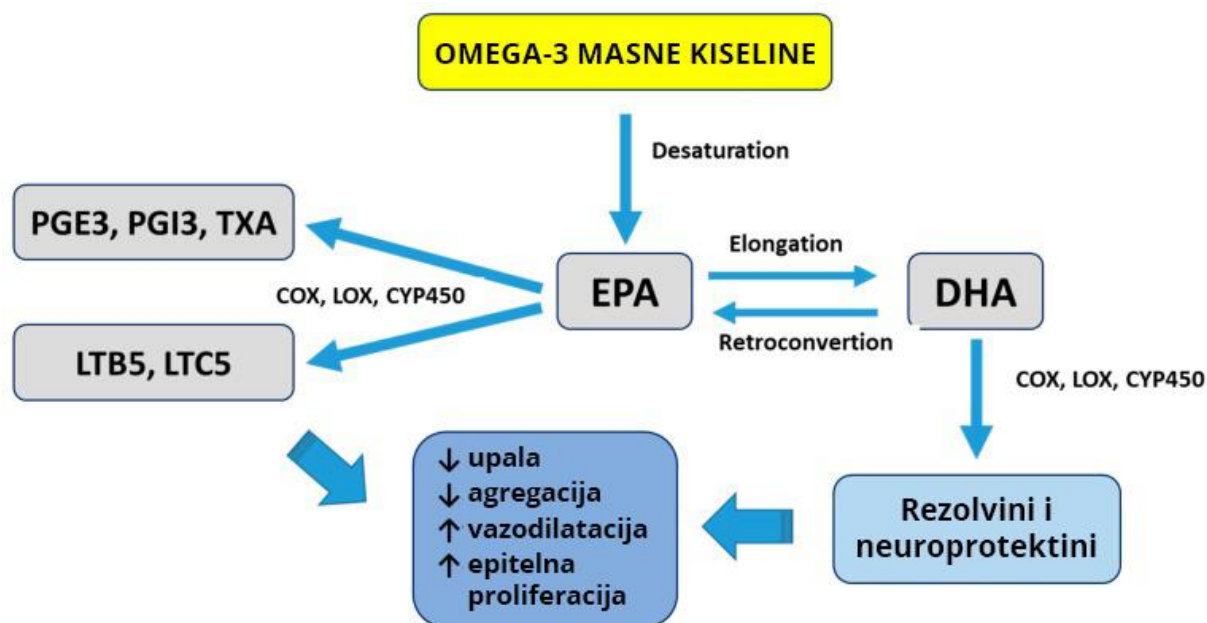 OMEGA-3 MASNE KISELINE
Desaturation
PGE3, PGI3, TXA
COX, LOX, CYP450
LTB5, LTC5
EPA
Elongation
Retroconvertion
DHA
COX, LOX, CYP450
↓ upala
↓ agregacija
↑ vazodilatacija
↑ epitelna
proliferacija
Rezolvini i
neuroprotektini